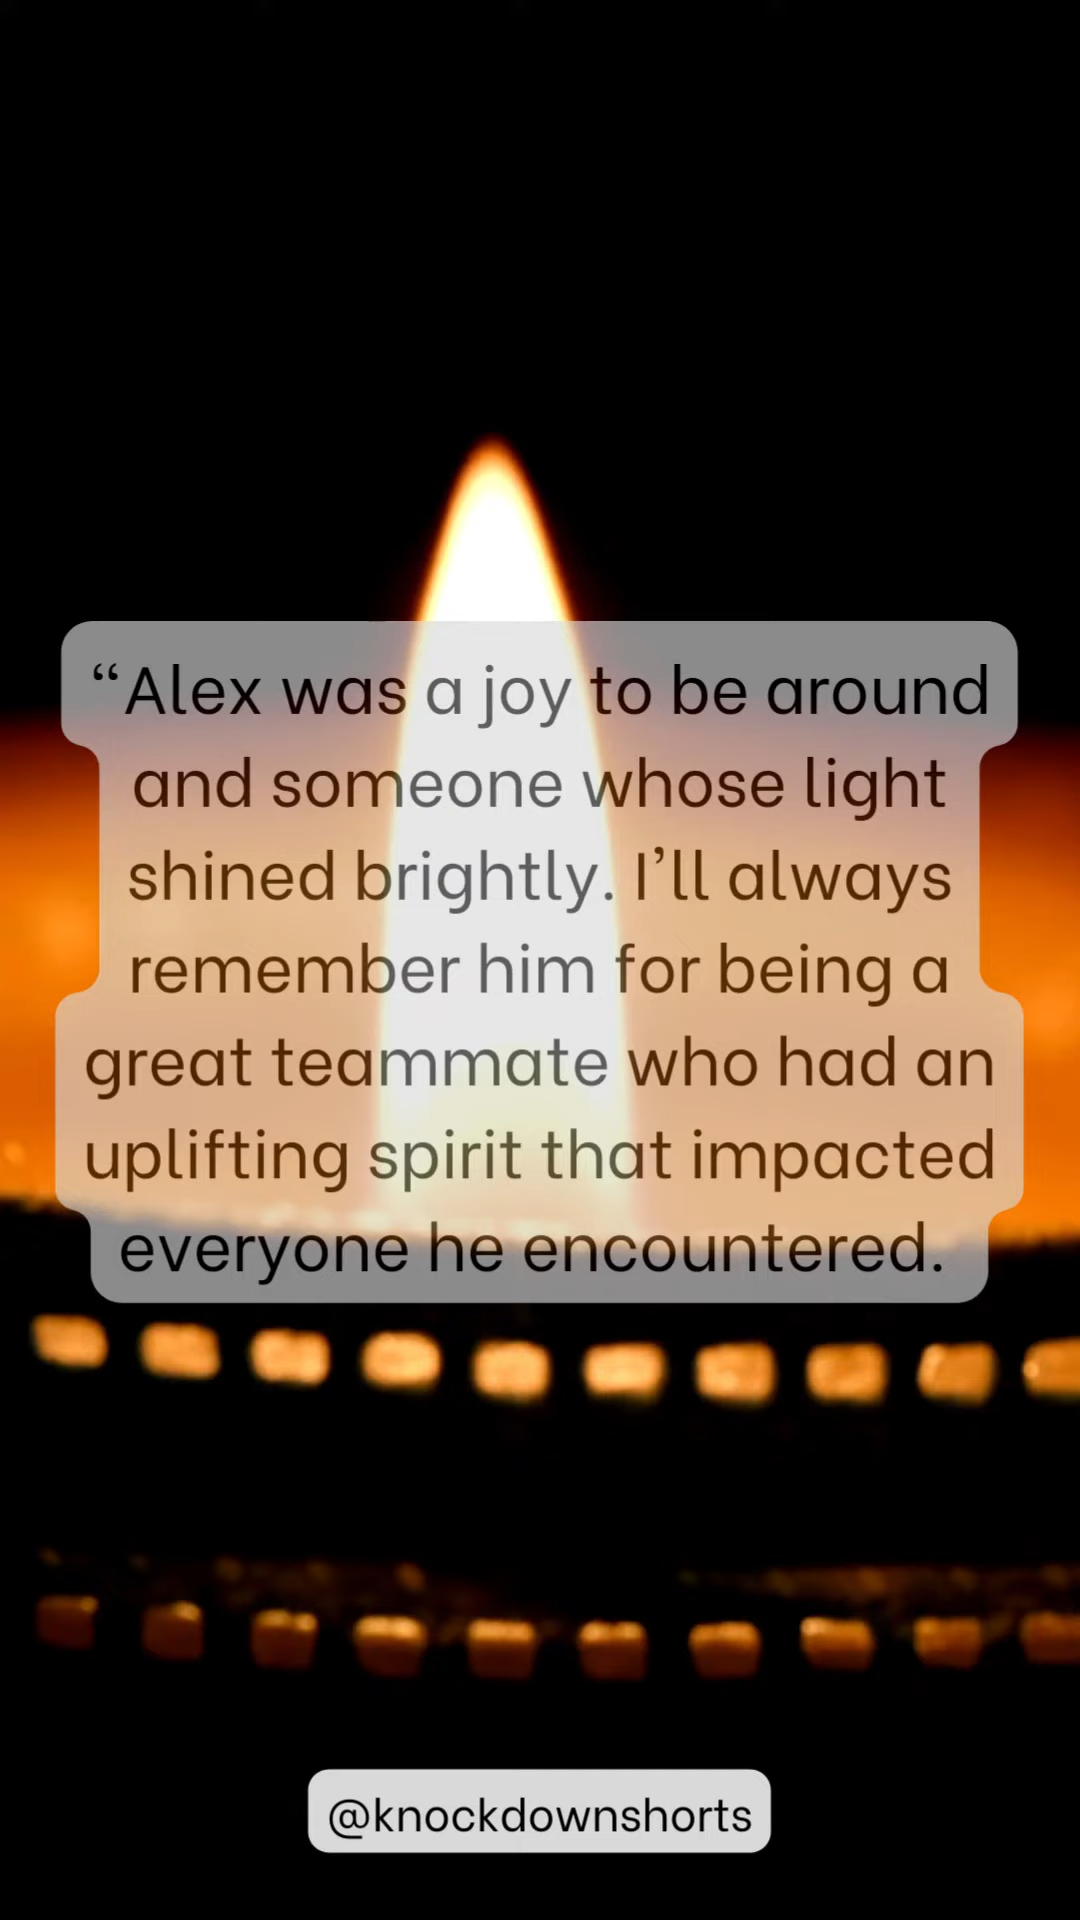 “Alex was a joy to be around
and someone whose light
shined brightly. I’ll always
remember him for being a
great teammate who had an
uplifting spirit that impacted
everyone he encountered.
@knockdownshorts